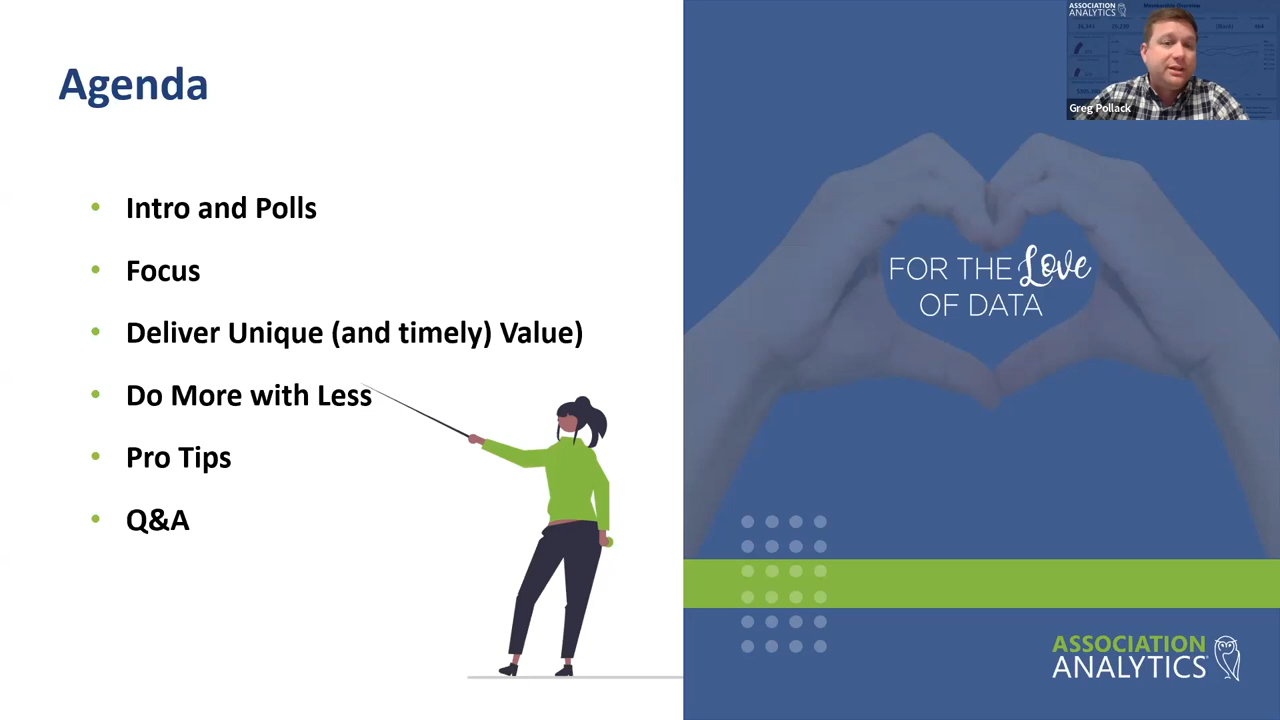 Agenda
• Intro and Polls
• Focus
• Deliver Unique (and timely) Value)
• Do More with Less
• Pro Tips
• Q&A
FOR THE Love
OF DATA
ASSOCIATION
ANALYTICS
Greg Pollack
ASSOCIATION
ANALYTICS